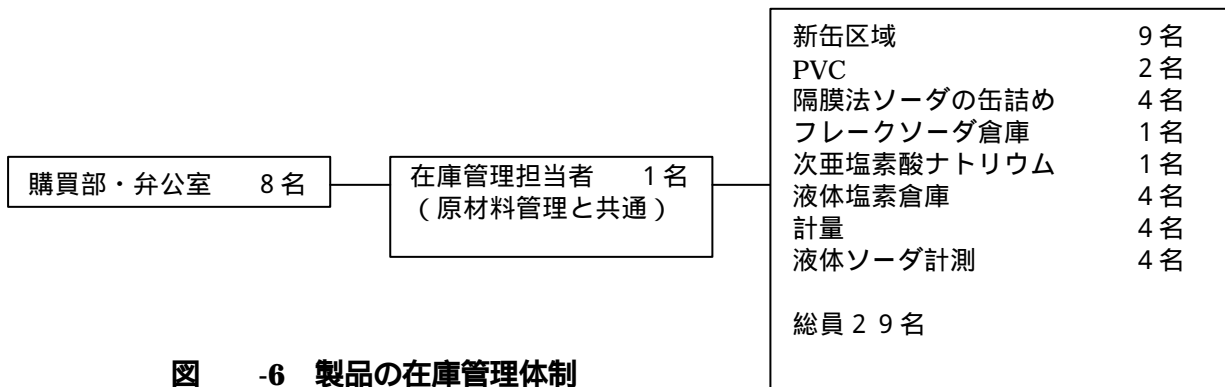 購買部・弁公室　8名
在庫管理担当者　1名
（原材料管理と共通）
新缶区域　9名
PVC　2名
隔膜法ソーダの缶詰め　4名
フレークソーダ倉庫　1名
次亜塩素酸ナトリウム　1名
液体塩素倉庫　4名
計量　4名
液体ソーダ計測　4名
総員２９名
図　-6　製品の在庫管理体制